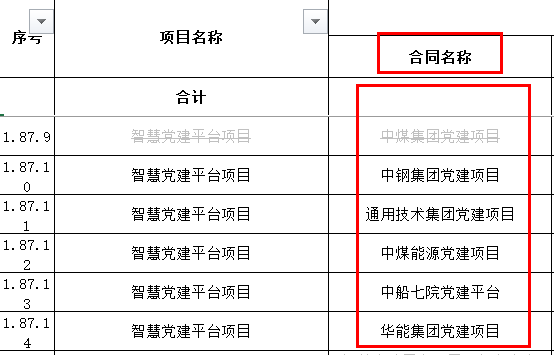 序号 项目名称
合同名称
合计
1.87.9 智慧党建平台项目 中煤集团党建项目
1.87.10 智慧党建平台项目 中钢集团党建项目
1.87.11 智慧党建平台项目 通用技术集团党建项目
1.87.12 智慧党建平台项目 中煤能源党建项目
1.87.13 智慧党建平台项目 中船七院党建平台
1.87.14 智慧党建平台项目 华能集团党建项目